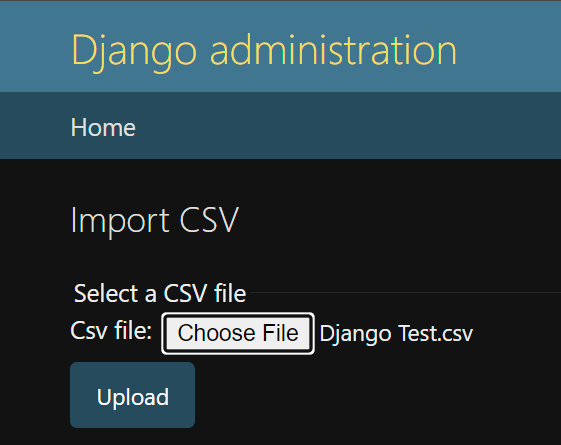 Django administration
Home
Import CSV
Select a CSV file
Csv file: Choose File Django Test.csv
Upload